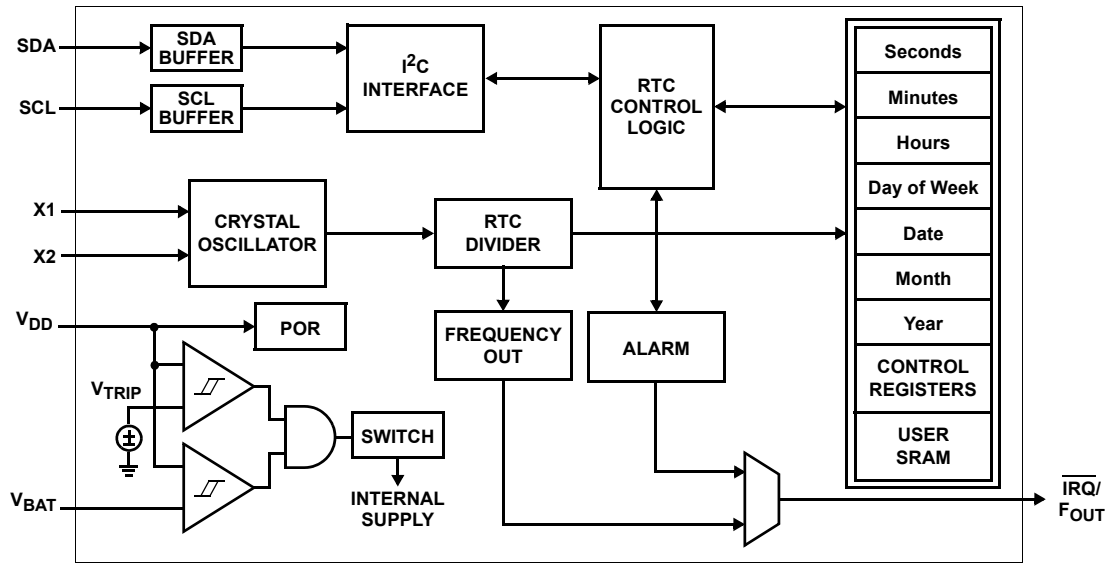 SDA
SDA
BUFFER
SCL
SCL
BUFFER
I²C
INTERFACE
RTC
CONTROL
LOGIC
X1
X2
CRYSTAL
OSCILLATOR
RTC
DIVIDER
VDD
POR
FREQUENCY
OUT
ALARM
VTRIP
±
SWITCH
INTERNAL
SUPPLY
VBAT
Seconds
Minutes
Hours
Day of Week
Date
Month
Year
CONTROL
REGISTERS
USER
SRAM
IRQ/
FOUT